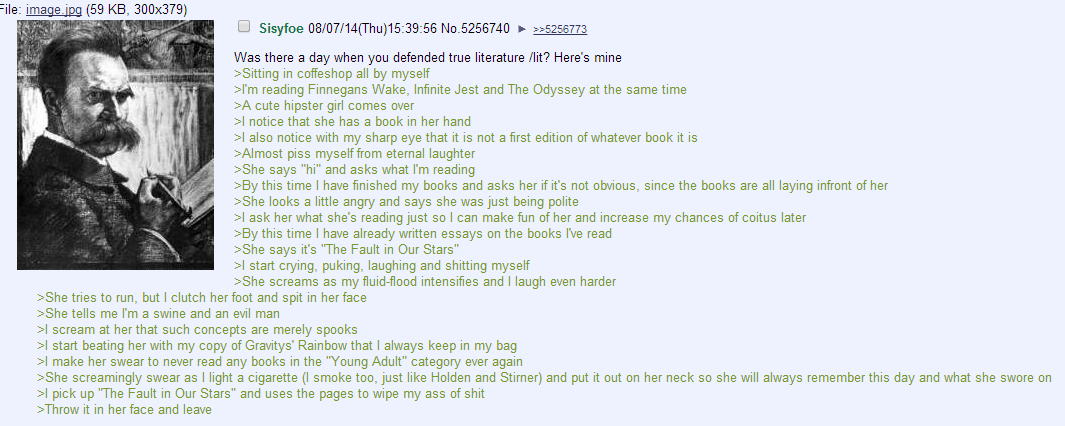 File: image.jpg (59 KB, 300x379)
Sisyfoe 08/07/14(Thu)15:39:56 No.5256740 ► >>5256773
Was there a day when you defended true literature /lit? Here's mine
>Sitting in coffeshop all by myself
>I'm reading Finnegans Wake, Infinite Jest and The Odyssey at the same time
>A cute hipster girl comes over
>I notice that she has a book in her hand
>I also notice with my sharp eye that it is not a first edition of whatever book it is
>Almost piss myself from eternal laughter
>She says "hi" and asks what I'm reading
>By this time I have finished my books and asks her if it's not obvious, since the books are all laying infront of her
>She looks a little angry and says she was just being polite
>I ask her what she's reading just so I can make fun of her and increase my chances of coitus later
>By this time I have already written essays on the books I've read
>She says it's "The Fault in Our Stars"
>I start crying, puking, laughing and shitting myself
>She screams as my fluid-flood intensifies and I laugh even harder
>She tries to run, but I clutch her foot and spit in her face
>She tells me I'm a swine and an evil man
>I scream at her that such concepts are merely spooks
>I start beating her with my copy of Gravitys' Rainbow that I always keep in my bag
>I make her swear to never read any books in the "Young Adult" category ever again
>She screamingly swear as I light a cigarette (I smoke too, just like Holden and Stirner) and put it out on her neck so she will always remember this day and what she swore on
>I pick up "The Fault in Our Stars" and uses the pages to wipe my ass of shit
>Throw it in her face and leave